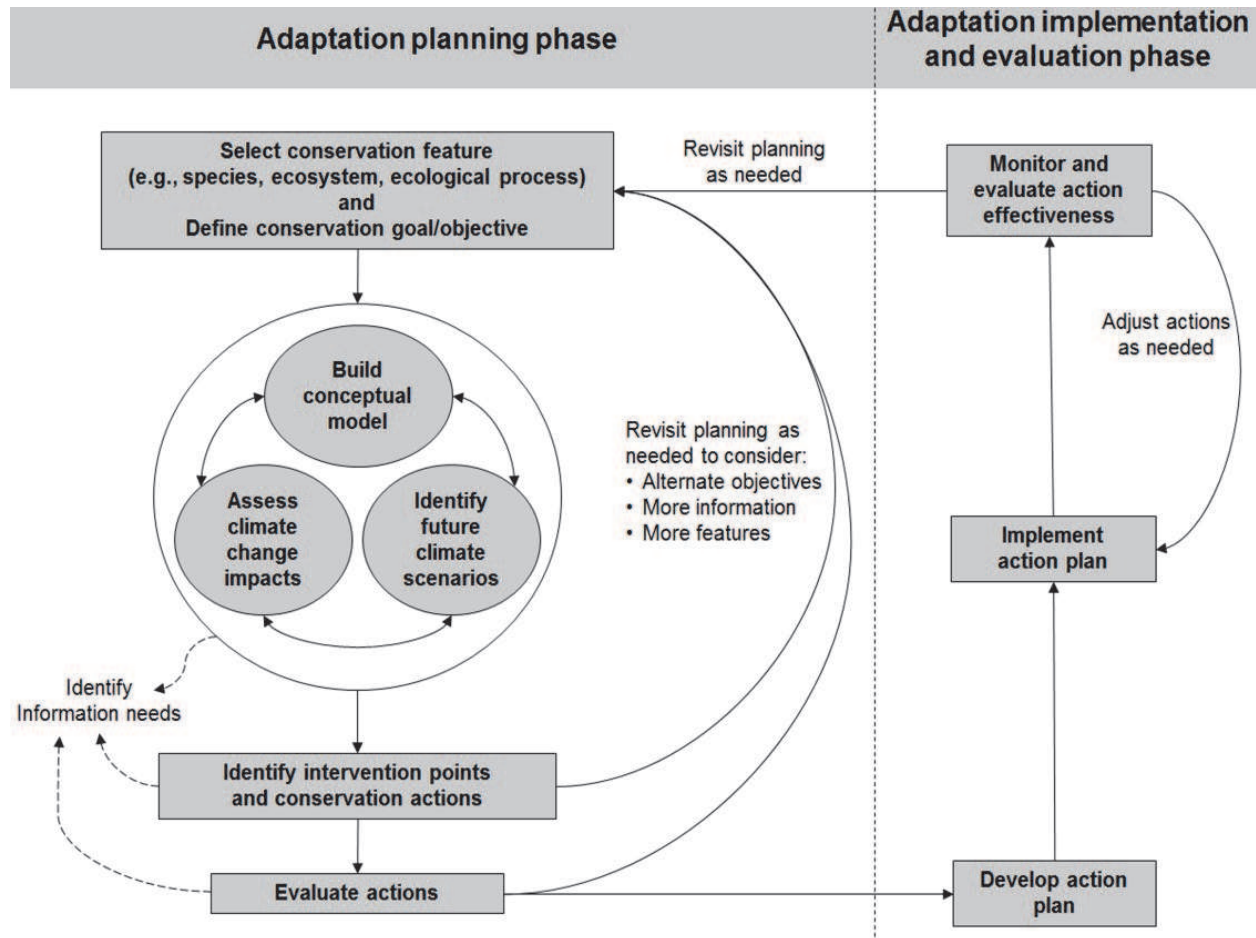 Adaptation planning phase
Adaptation implementation
and evaluation phase
Select conservation feature
(e.g., species, ecosystem, ecological process)
and
Define conservation goal/objective
Revisit planning
as needed
Monitor and
evaluate action
effectiveness
Build
conceptual
model
Adjust actions
as needed
Assess
climate
change
impacts
Identify
future
climate
scenarios
Revisit planning as
needed to consider:
• Alternate objectives
• More information
• More features
Implement
action plan
Identify
Information needs
Identify intervention points
and conservation actions
Evaluate actions
Develop action
plan